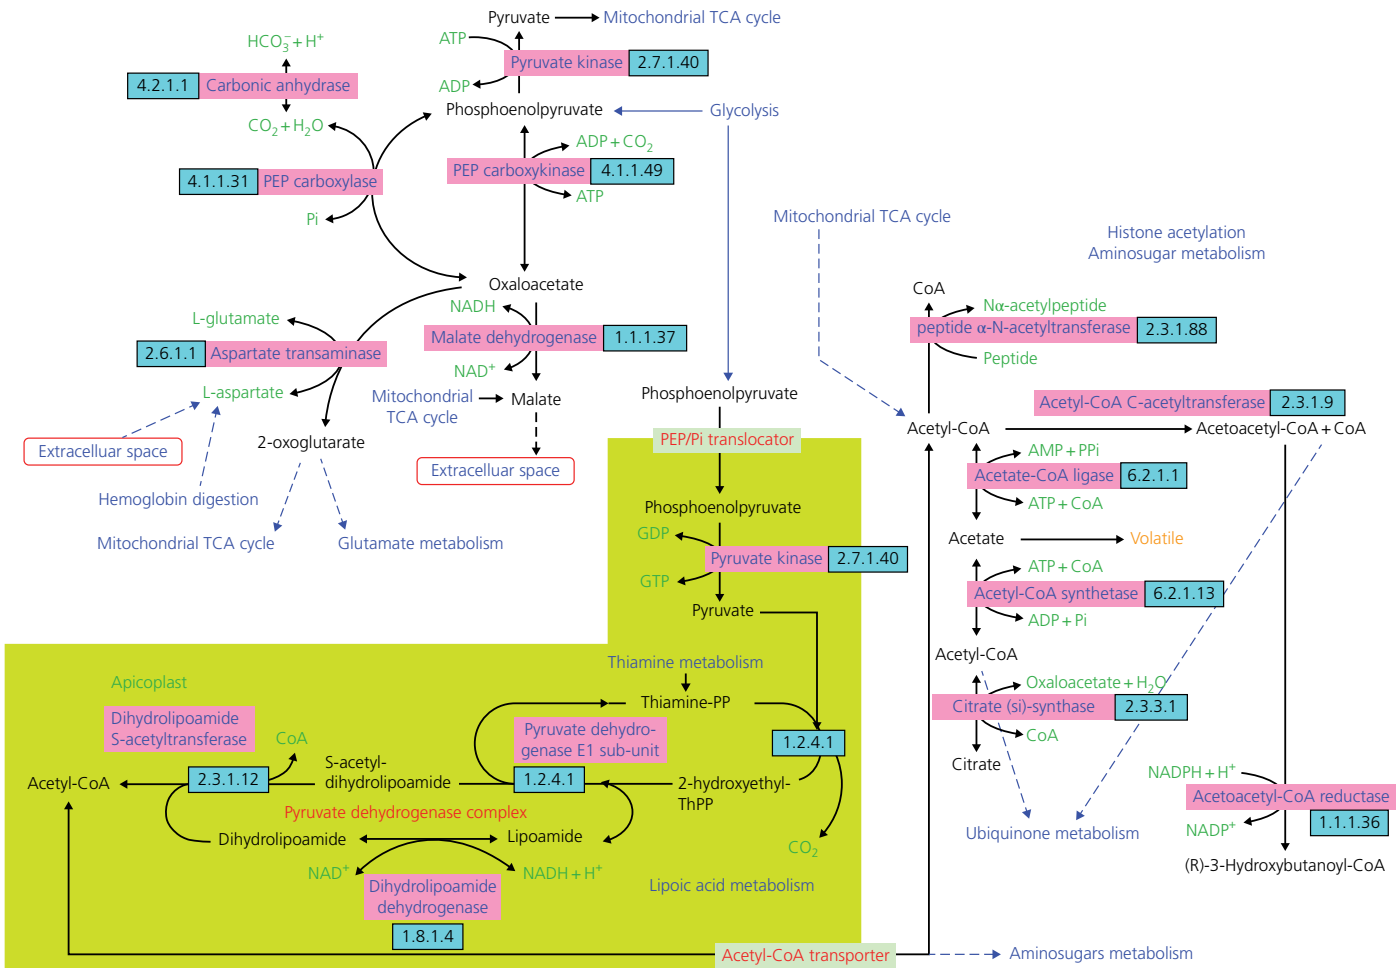 Pyruvate
Mitochondrial TCA cycle
HCO3− + H+
ATP
Pyruvate kinase
2.7.1.40
4.2.1.1
Carbonic anhydrase
ADP
Phosphoenolpyruvate
Glycolysis
CO2 + H2O
ADP + CO2
PEP carboxykinase
4.1.1.49
4.1.1.31
PEP carboxylase
ATP
Pi
Mitochondrial TCA cycle
Histone acetylation
Aminosugar metabolism
Oxaloacetate
CoA
NADH
Nα-acetylpeptide
L-glutamate
peptide α-N-acetyltransferase
2.3.1.88
Malate dehydrogenase
1.1.1.37
2.6.1.1
Aspartate transaminase
Peptide
NAD+
L-aspartate
Mitochondrial
TCA cycle
Malate
Phosphoenolpyruvate
Acetyl-CoA C-acetyltransferase
2.3.1.9
Acetyl-CoA
Acetoacetyl-CoA + CoA
2-oxoglutarate
PEP/Pi translocator
Extracelluar space
AMP + PPi
Extracelluar space
Acetate-CoA ligase
6.2.1.1
Hemoglobin digestion
ATP + CoA
Phosphoenolpyruvate
GDP
Mitochondrial TCA cycle
Glutamate metabolism
Acetate
Volatile
Pyruvate kinase
2.7.1.40
ATP + CoA
GTP
Acetyl-CoA synthetase
6.2.1.13
Pyruvate
ADP + Pi
Acetyl-CoA
Thiamine metabolism
Apicoplast
Oxaloacetate + H2O
Thiamine-PP
Citrate (si)-synthase
2.3.3.1
Dihydrolipoamide
S-acetyltransferase
Pyruvate dehydro-
genase E1 sub-unit
CoA
1.2.4.1
CoA
Citrate
S-acetyl-
dihydrolipoamide
Acetyl-CoA
2.3.1.12
1.2.4.1
2-hydroxyethyl-
ThPP
NADPH + H+
Acetoacetyl-CoA reductase
Pyruvate dehydrogenase complex
1.1.1.36
NADP+
Dihydrolipoamide
Lipoamide
Ubiquinone metabolism
CO2
(R)-3-Hydroxybutanoyl-CoA
NAD+
NADH + H+
Dihydrolipoamide
dehydrogenase
Lipoic acid metabolism
1.8.1.4
Acetyl-CoA transporter
Aminosugars metabolism